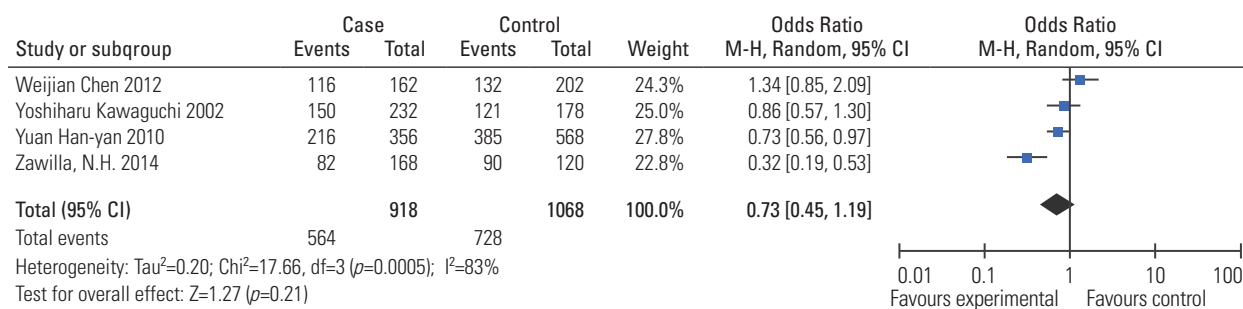 Case Control Odds Ratio Odds Ratio
Study or subqroup Events Total Events Total Weight M-H, Random, 95% CI M-H, Random, 95% CI
Weijian Chen 2012 116 162 132 202 24.3% 1.34 [0.85, 2.09]
Yoshiharu Kawaguchi 2002 150 232 121 178 25.0% 0.86 [0.57, 1.30]
Yuan Han-yan 2010 216 356 385 568 27.8% 0.73 [0.56, 0.97]
Zawilla, N.H. 2014 82 168 90 120 22.8% 0.32 [0.19, 0.53]
Total (95% CI) 918 1068 100.0% 0.73 [0.45, 1.19]
Total events 564 728
Heterogeneity: Tau²=0.20; Chi²=17.66, df=3 (p=0.0005); I²=83%
Test for overall effect: Z=1.27 (p=0.21)
0.01 0.1 1 10 100
Favours experimental Favours control